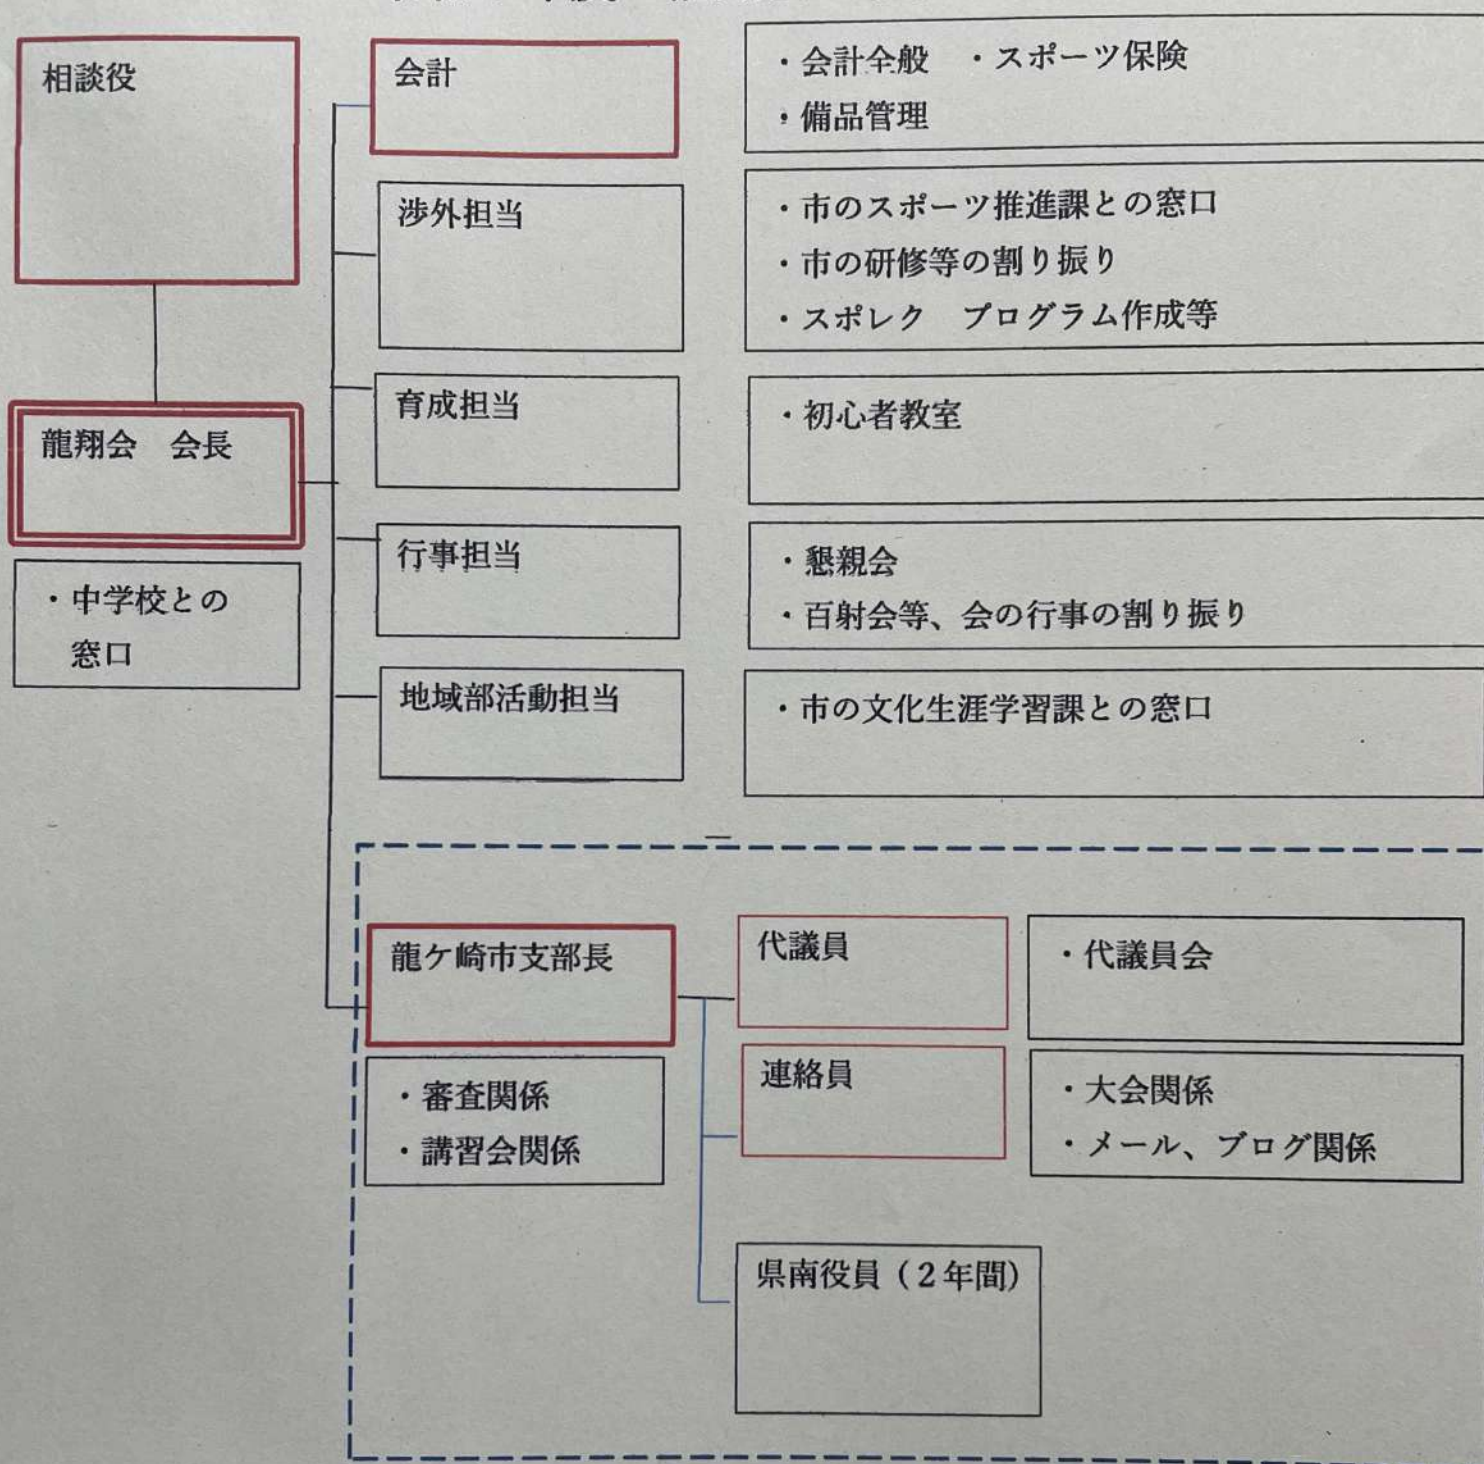 相談役
龍翔会　会長
・中学校との
窓口
会計
・会計全般　・スポーツ保険
・備品管理
渉外担当
・市のスポーツ推進課との窓口
・市の研修等の割り振り
・スポレク　プログラム作成等
育成担当
・初心者教室
行事担当
・懇親会
・百射会等、会の行事の割り振り
地域部活動担当
・市の文化生涯学習課との窓口
龍ケ崎市支部長
・審査関係
・講習会関係
代議員
・代議員会
連絡員
・大会関係
・メール、ブログ関係
県南役員（２年間）